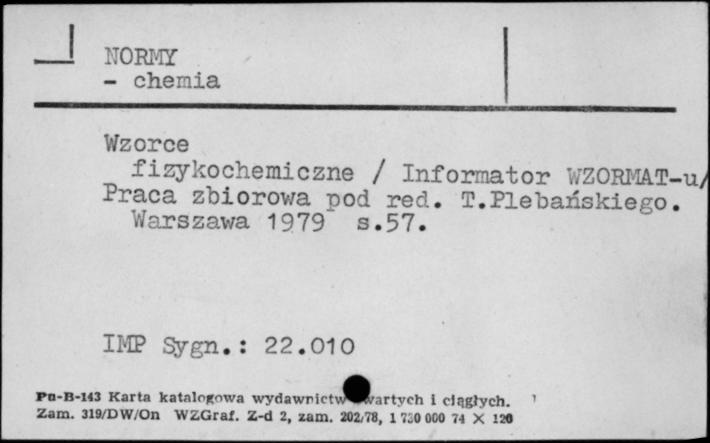 NORMY
- chemia
Wzorce
fizykochemiczne / Informator WZORMAT-u/
Praca zbiorowa pod red. T.Plebańskiego.
Warszawa 1979 s.57.
IMP Sygn.: 22.010
Pu-B-143 Karta katalogowa wydawnictw zwartych i ciągłych.
Zam. 319/DW/On WZGraf. Z-d 2, zam. 202/78, 1 730 000 74 X 120